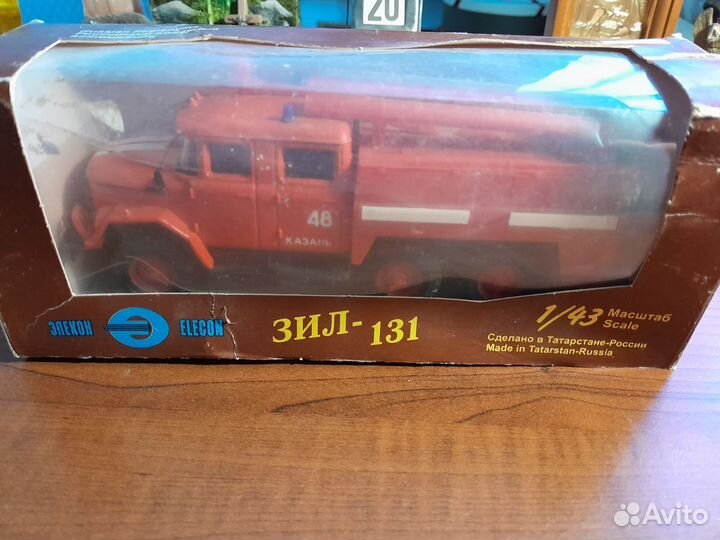 20
48
КАЗАНЬ
ЭЛЕКОН ELECON
ЗИЛ-131
1/43 Масштаб
Scale
Сделано в Татарстане-России
Made in Tatarstan-Russia
Avito